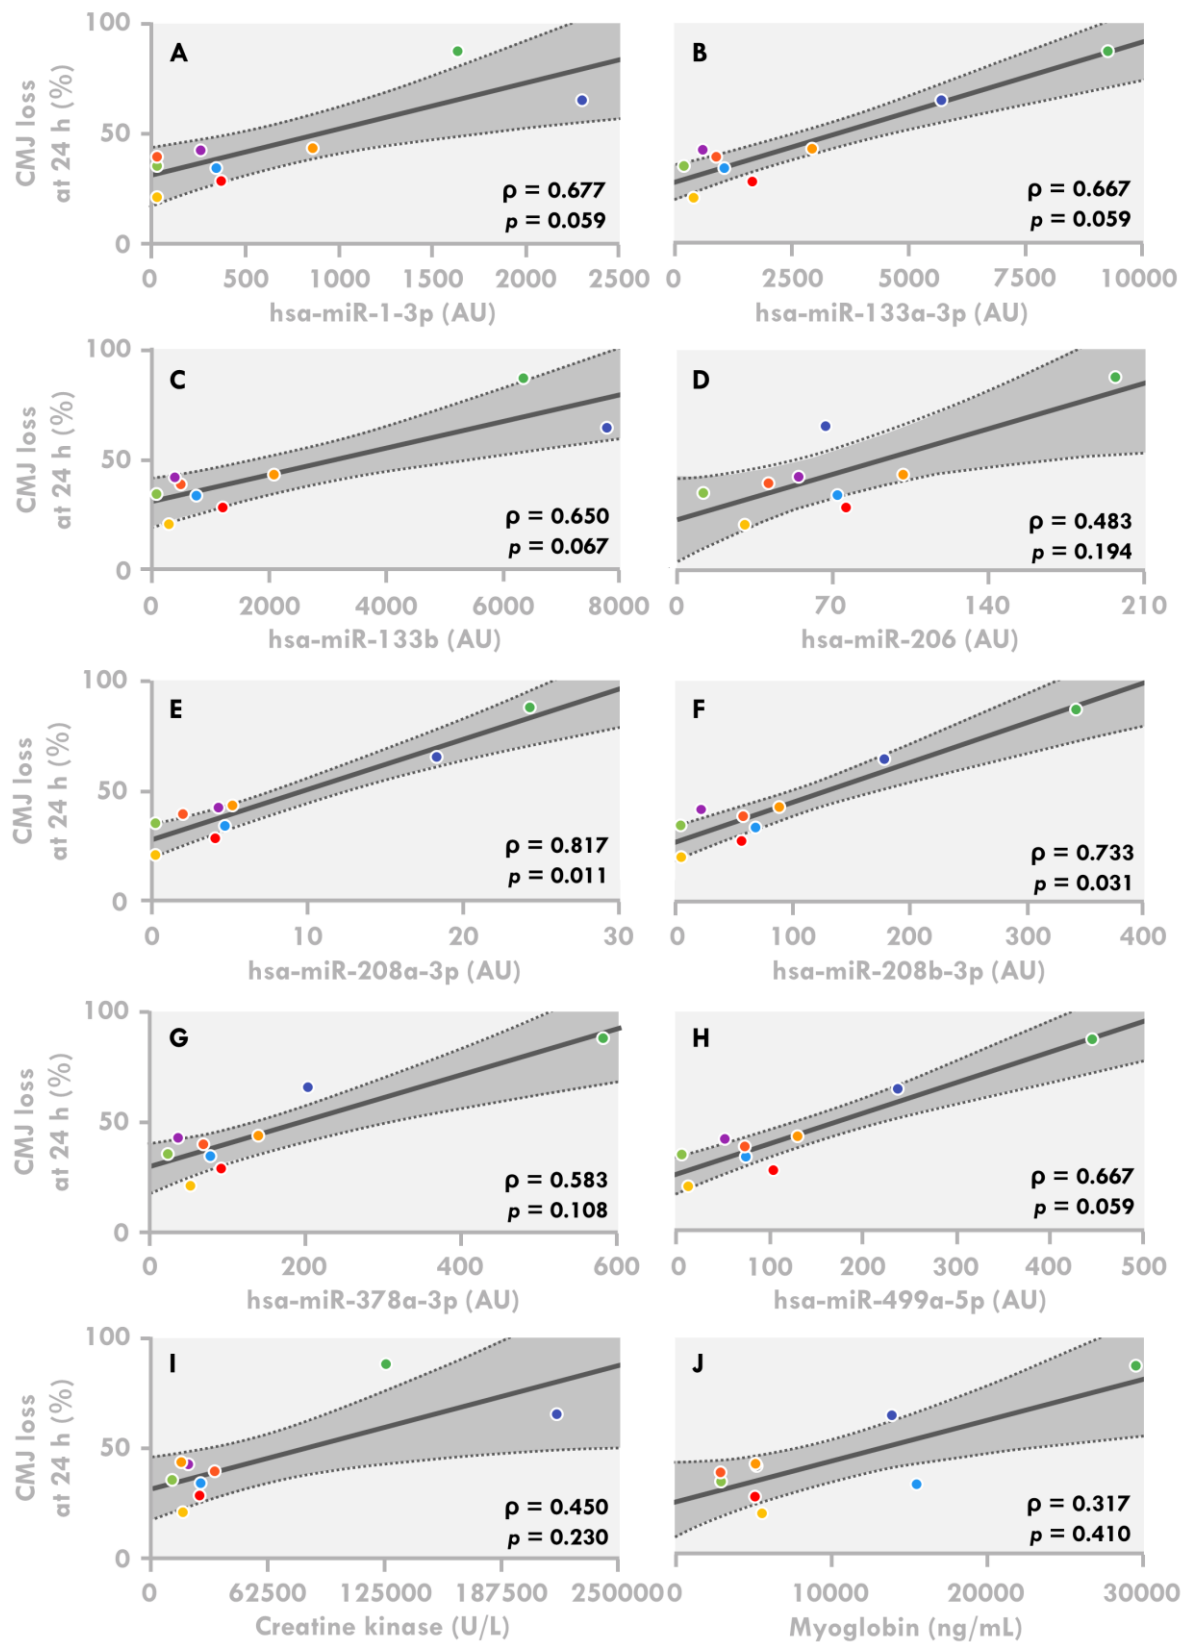 CMJ loss
at 24 h (%)
100
50
0
A
ρ = 0.677
p = 0.059
0 500 1000 1500 2000 2500
hsa-miR-1-3p (AU)
B
ρ = 0.667
p = 0.059
0 2500 5000 7500 10000
hsa-miR-133a-3p (AU)
CMJ loss
at 24 h (%)
100
50
0
C
ρ = 0.650
p = 0.067
0 2000 4000 6000 8000
hsa-miR-133b (AU)
D
ρ = 0.483
p = 0.194
0 70 140 210
hsa-miR-206 (AU)
CMJ loss
at 24 h (%)
100
50
0
E
ρ = 0.817
p = 0.011
0 10 20 30
hsa-miR-208a-3p (AU)
F
ρ = 0.733
p = 0.031
0 100 200 300 400
hsa-miR-208b-3p (AU)
CMJ loss
at 24 h (%)
100
50
0
G
ρ = 0.583
p = 0.108
0 200 400 600
hsa-miR-378a-3p (AU)
H
ρ = 0.667
p = 0.059
0 100 200 300 400 500
hsa-miR-499a-5p (AU)
CMJ loss
at 24 h (%)
100
50
0
I
ρ = 0.450
p = 0.230
0 62500 125000 187500 250000
Creatine kinase (U/L)
J
ρ = 0.317
p = 0.410
0 10000 20000 30000
Myoglobin (ng/mL)